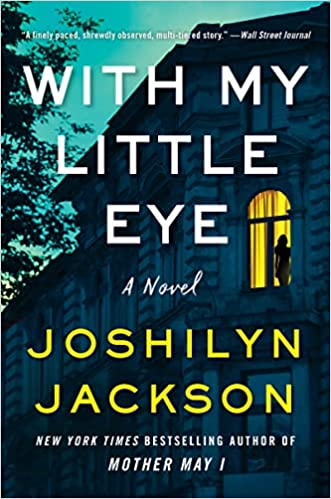 "A finely paced, shrewdly observed, multi-tiered story." —Wall Street Journal
WITH MY
LITTLE
EYE
A Novel
JOSHILYN
JACKSON
NEW YORK TIMES BESTSELLING AUTHOR OF
MOTHER MAY I